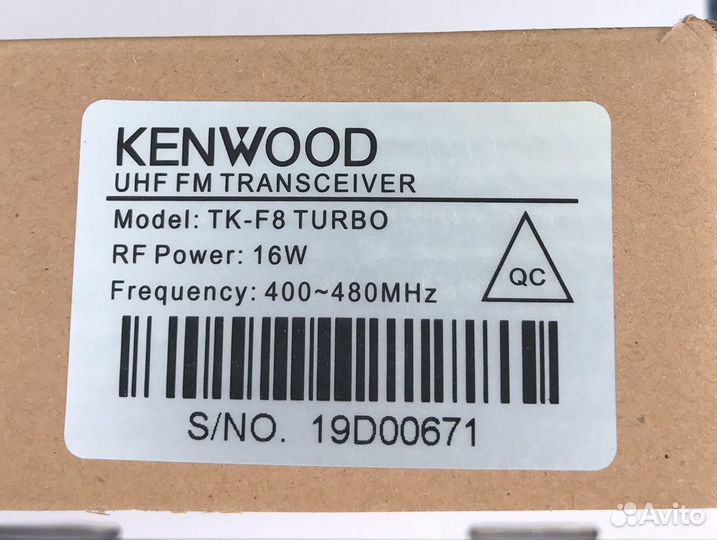 KENWOOD
UHF FM TRANSCEIVER
Model: TK-F8 TURBO
RF Power: 16W
Frequency: 400~480MHz
QC
S/NO. 19D00671
Avito